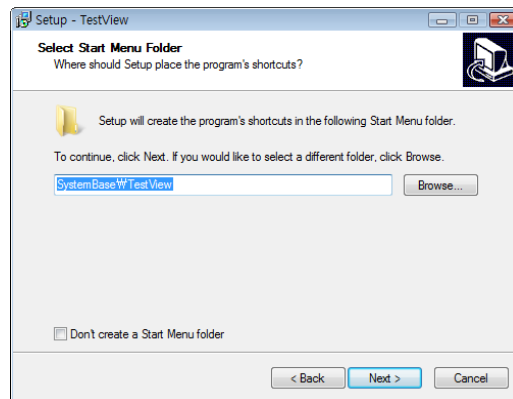 Setup - TestView
Select Start Menu Folder
Where should Setup place the program's shortcuts?
Setup will create the program's shortcuts in the following Start Menu folder.
To continue, click Next. If you would like to select a different folder, click Browse.
SystemBase₩TestView
Browse...
Don't create a Start Menu folder
< Back
Next >
Cancel